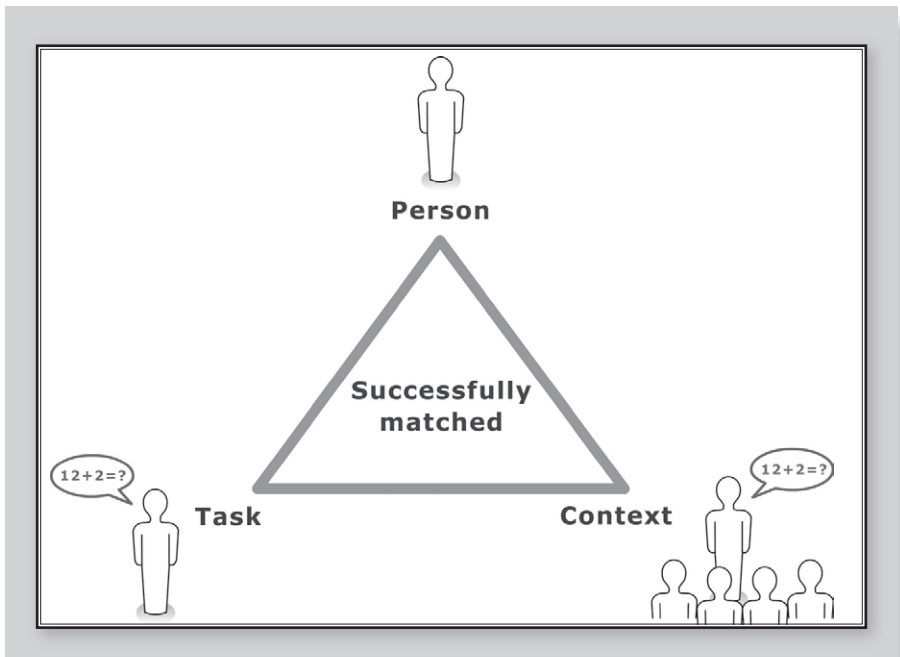 Person
Successfully
matched
12+2=?
12+2=?
Task
Context